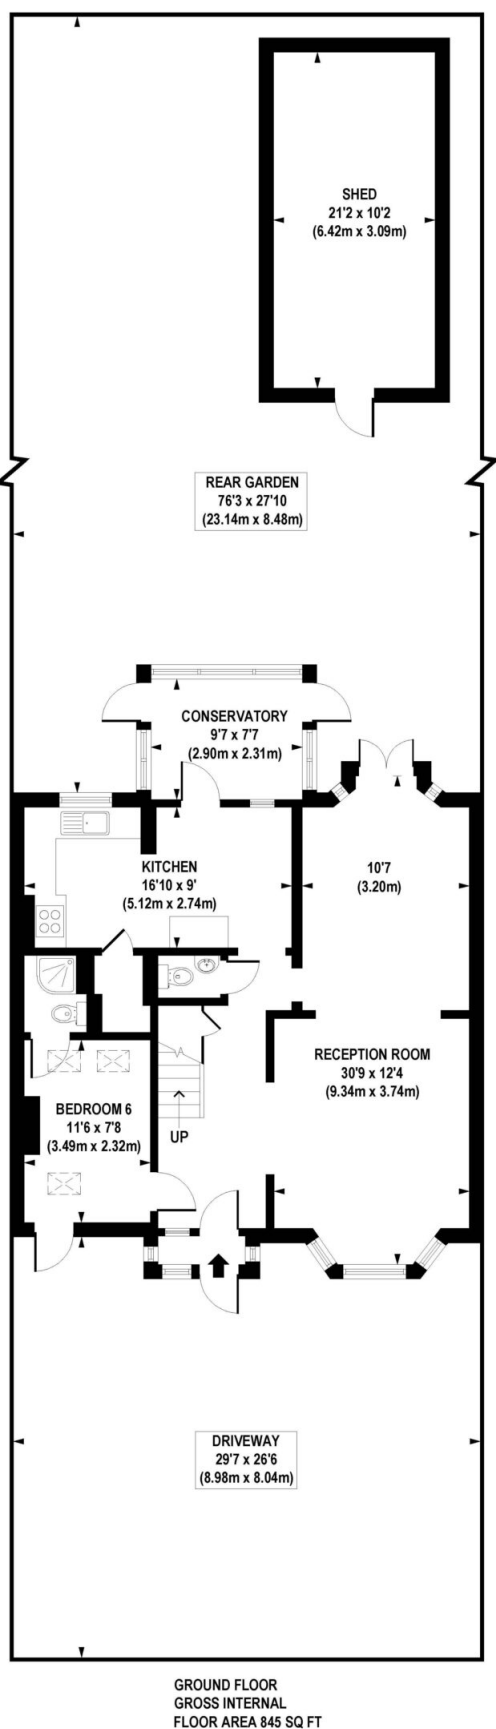 SHED
21'2 x 10'2
(6.42m x 3.09m)
REAR GARDEN
76'3 x 27'10
(23.14m x 8.48m)
CONSERVATORY
9'7 x 7'7
(2.90m x 2.31m)
KITCHEN
16'10 x 9'
(5.12m x 2.74m)
10'7
(3.20m)
RECEPTION ROOM
30'9 x 12'4
(9.34m x 3.74m)
BEDROOM 6
11'6 x 7'8
(3.49m x 2.32m)
UP
DRIVEWAY
29'7 x 26'6
(8.98m x 8.04m)
GROUND FLOOR
GROSS INTERNAL
FLOOR AREA 845 SQ FT